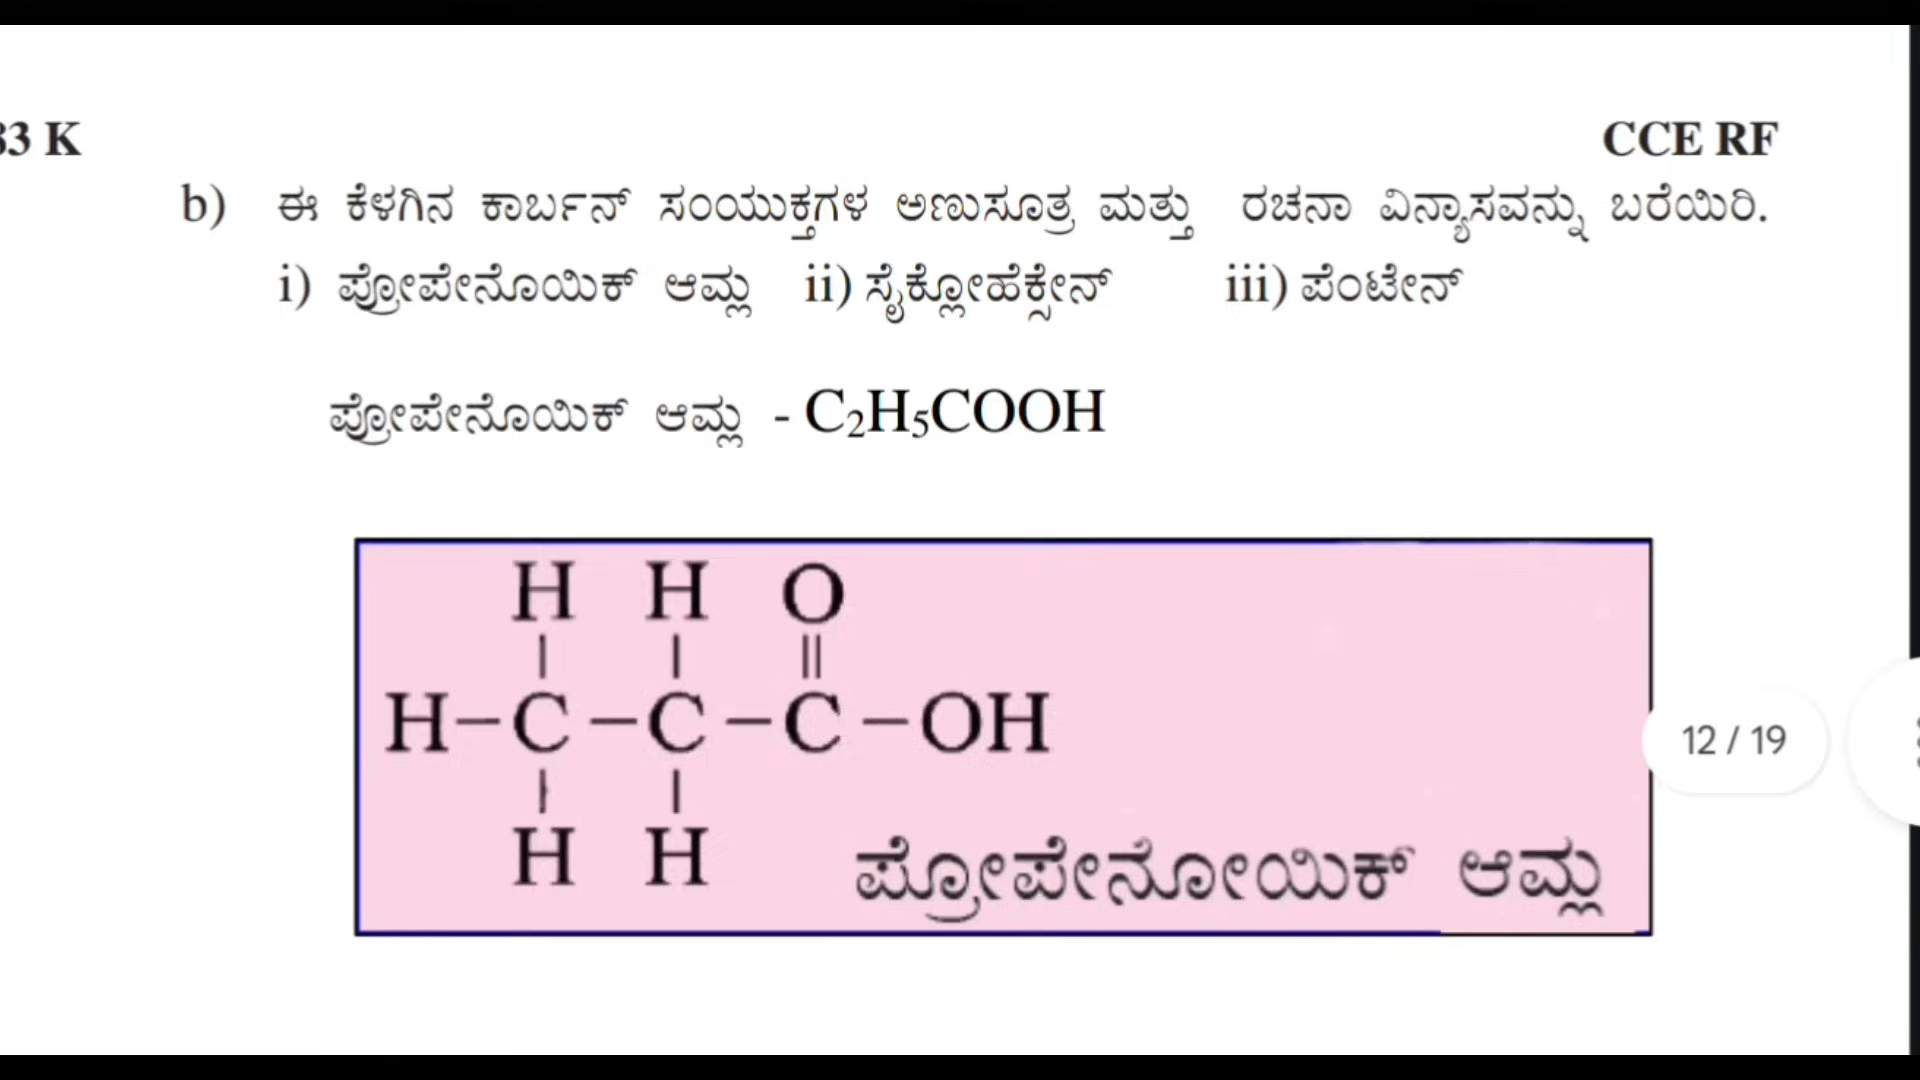 33 K
CCE RF
b) ಈ ಕೆಳಗಿನ ಕಾರ್ಬನ್ ಸಂಯುಕ್ತಗಳ ಅಣುಸೂತ್ರ ಮತ್ತು ರಚನಾ ವಿನ್ಯಾಸವನ್ನು ಬರೆಯಿರಿ.
i) ಪ್ರೋಪೇನೊಯಿಕ್ ಆಮ್ಲ ii) ಸೈಕ್ಲೋಹೆಕ್ಸೇನ್ iii) ಪೆಂಟೇನ್
ಪ್ರೋಪೇನೊಯಿಕ್ ಆಮ್ಲ - C₂H₅COOH
H H O
H-C-C-C-OH
H H
ಪ್ರೋಪೇನೋಯಿಕ್ ಆಮ್ಲ
12 / 19